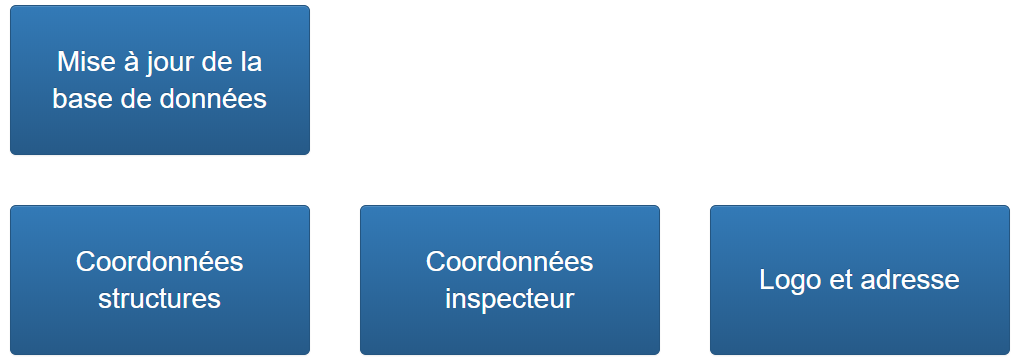 Mise à jour de la
base de données
Coordonnées
structures
Coordonnées
inspecteur
Logo et adresse